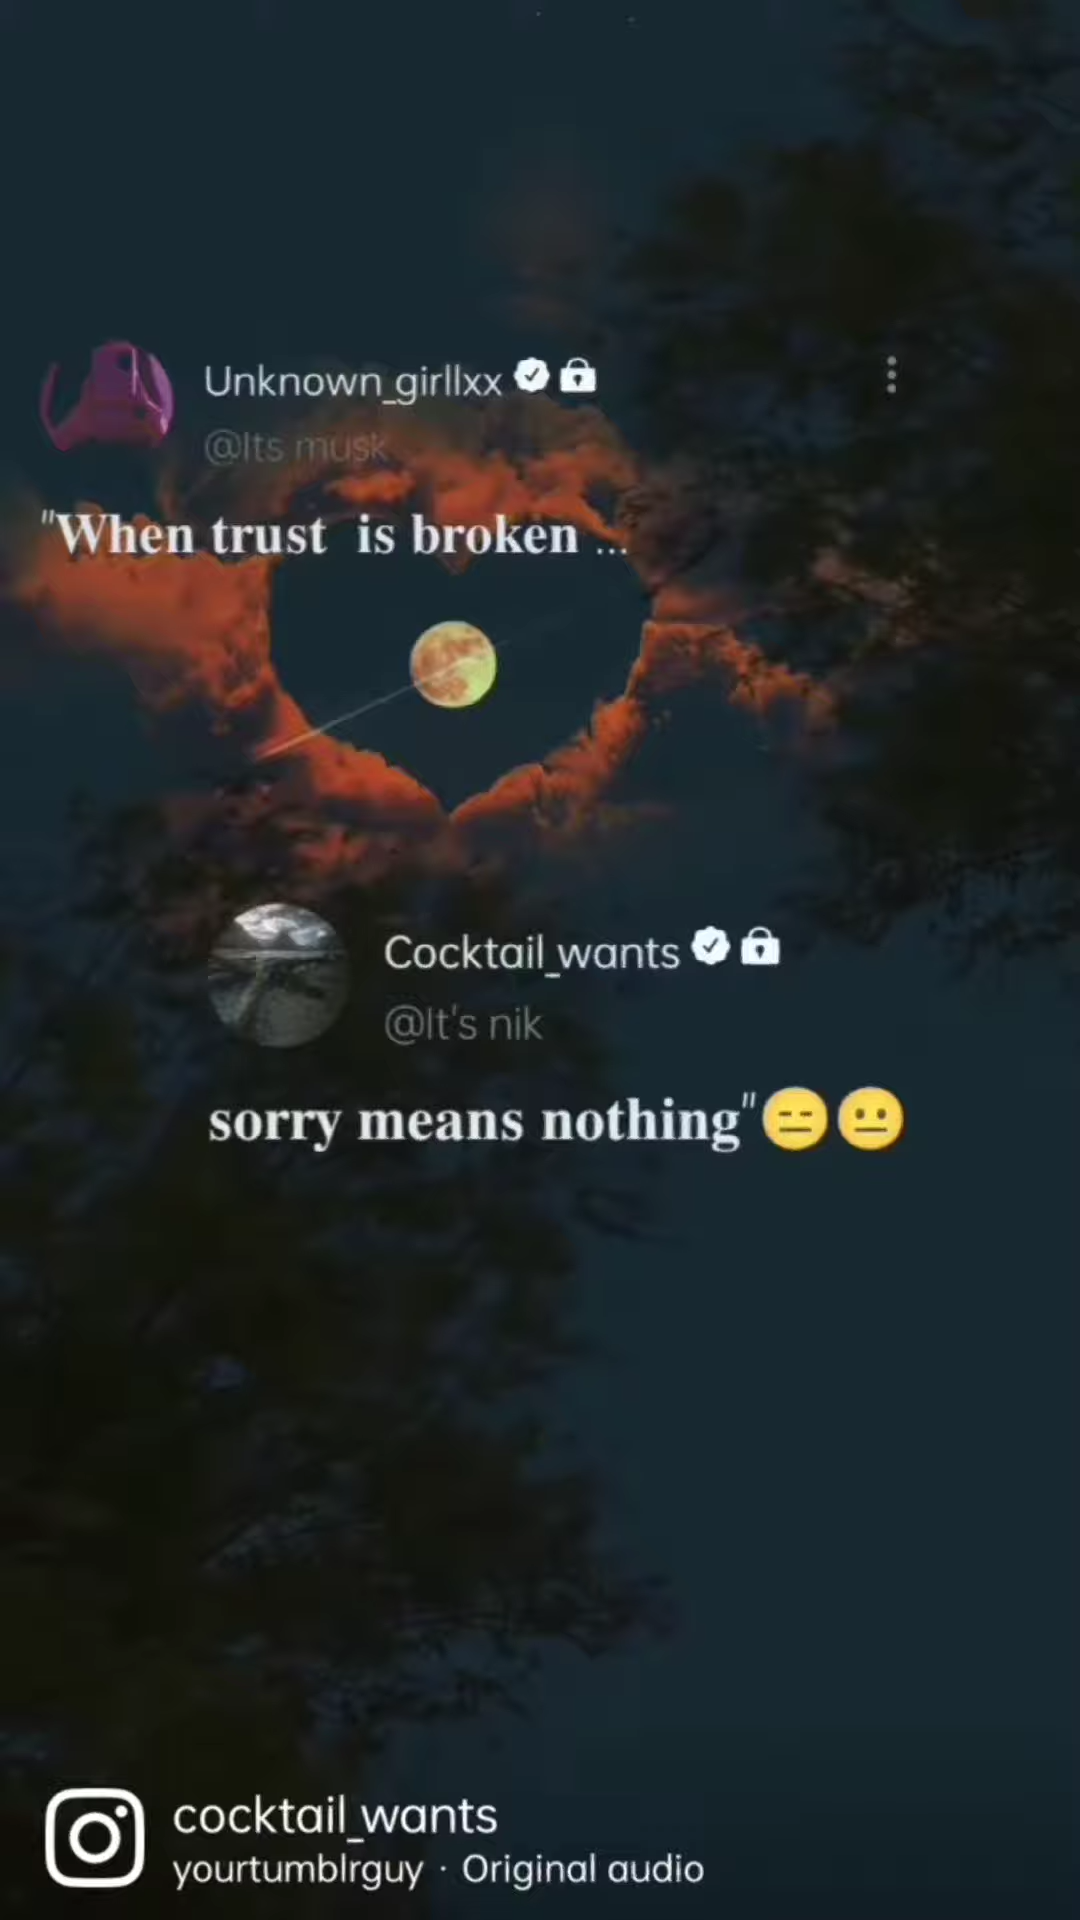 Unknown_girllxx
@Its musk
"When trust is broken ...
Cocktail_wants
@It's nik
sorry means nothing"😑😐
cocktail_wants
yourtumblrguy · Original audio